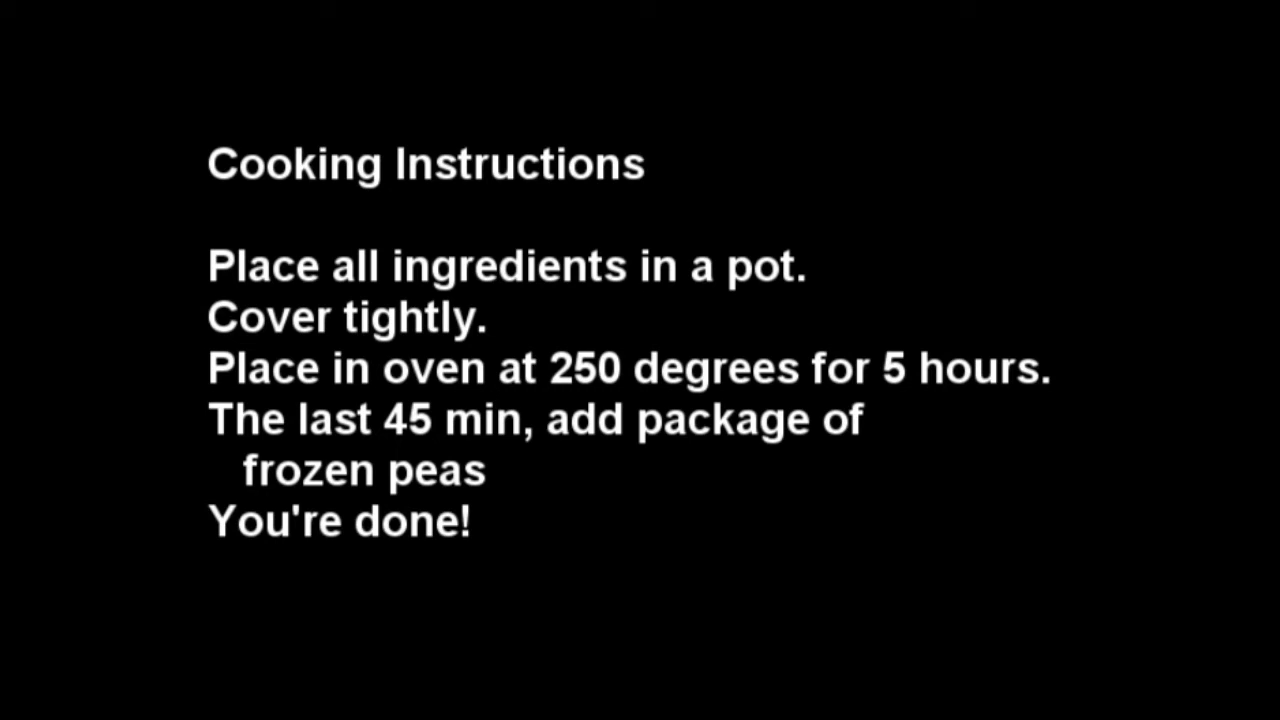 Cooking Instructions
Place all ingredients in a pot.
Cover tightly.
Place in oven at 250 degrees for 5 hours.
The last 45 min, add package of
frozen peas
You're done!